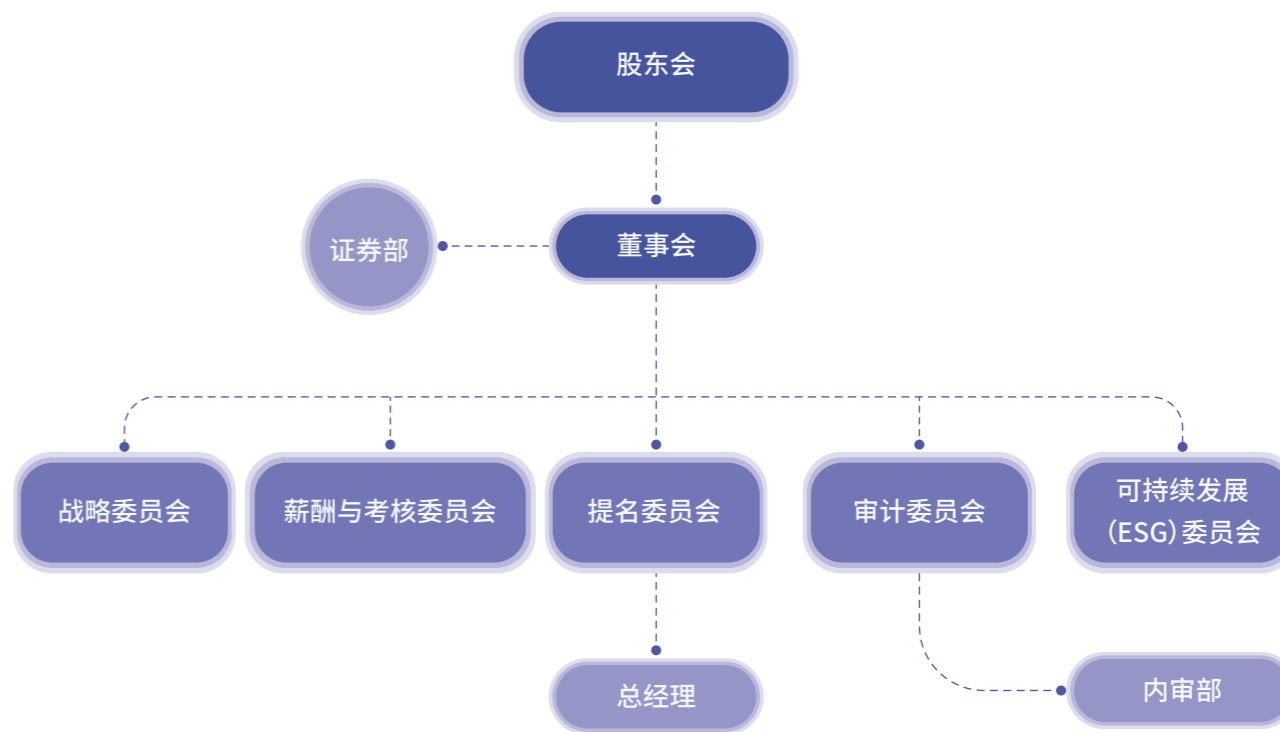 股东会
证券部
董事会
战略委员会
薪酬与考核委员会
提名委员会
审计委员会
可持续发展
（ESG）委员会
总经理
内审部